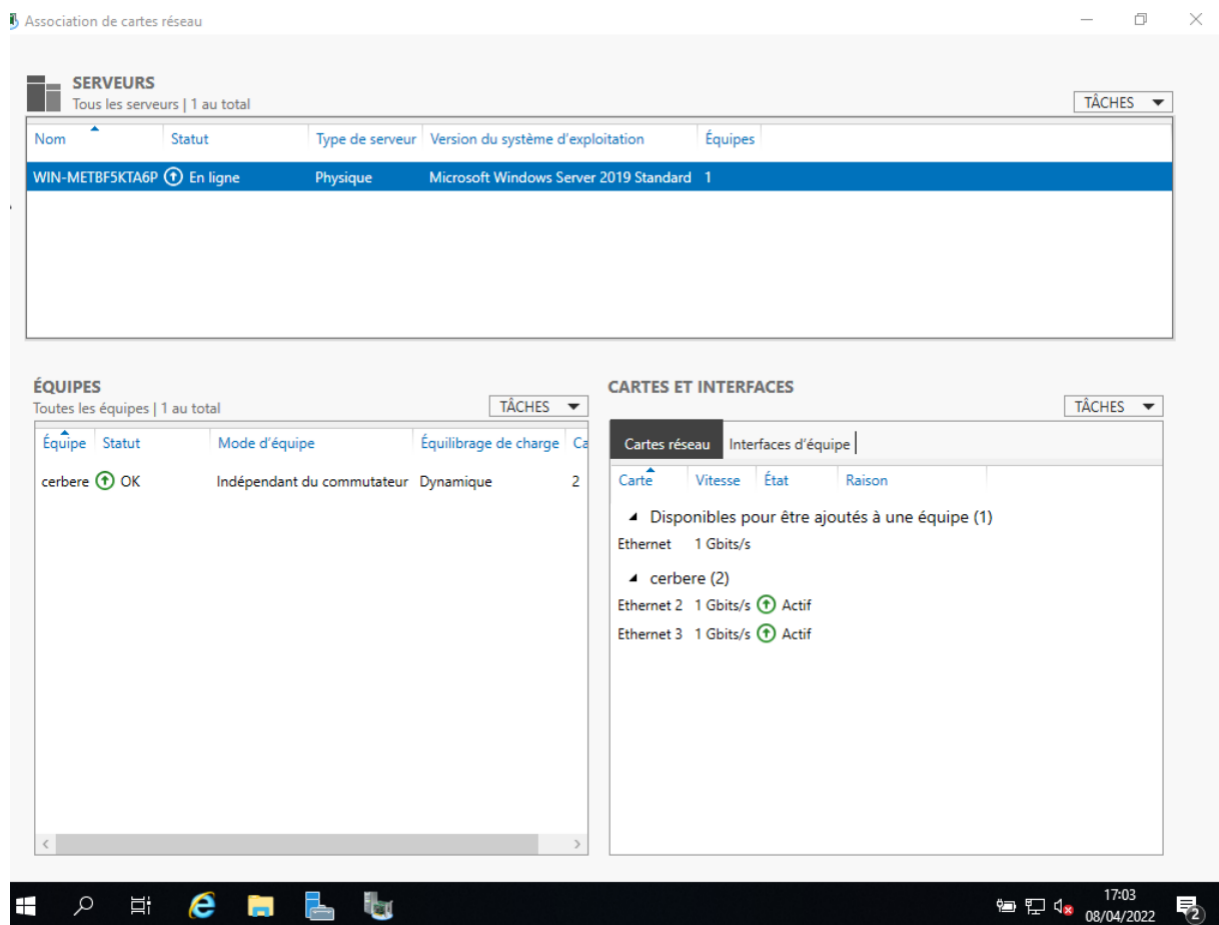 Association de cartes réseau
SERVEURS
Tous les serveurs | 1 au total
TÂCHES
Nom Statut Type de serveur Version du système d'exploitation Équipes
WIN-METBF5KTA6P En ligne Physique Microsoft Windows Server 2019 Standard 1
ÉQUIPES
Toutes les équipes | 1 au total
TÂCHES
Équipe Statut Mode d'équipe Équilibrage de charge Ca
cerbere OK Indépendant du commutateur Dynamique 2
CARTES ET INTERFACES
TÂCHES
Cartes réseau Interfaces d'équipe
Carte Vitesse État Raison
Disponibles pour être ajoutés à une équipe (1)
Ethernet 1 Gbits/s
cerbere (2)
Ethernet 2 1 Gbits/s Actif
Ethernet 3 1 Gbits/s Actif
17:03
08/04/2022
2